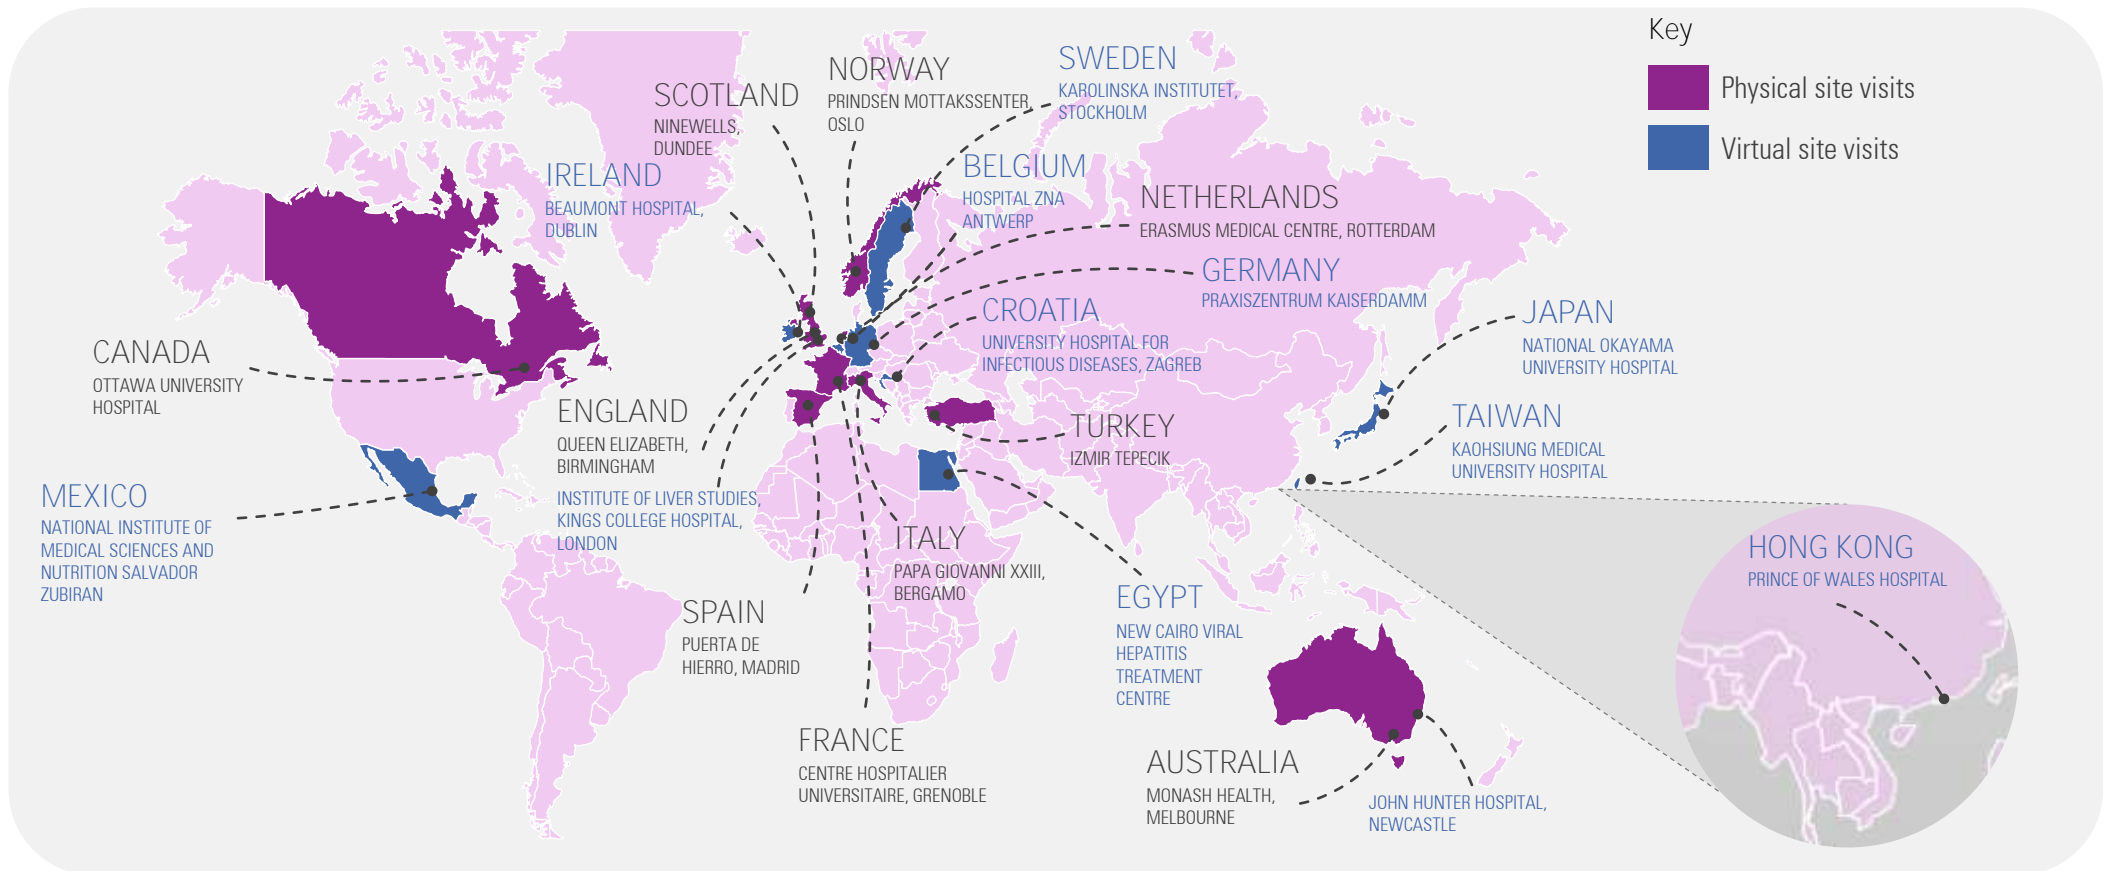 Key
Physical site visits
Virtual site visits
SCOTLAND
NINEWELLS,
DUNDEE
NORWAY
PRINDSEN MOTTAKSSENTER,
OSLO
SWEDEN
KAROLINSKA INSTITUTET,
STOCKHOLM
IRELAND
BEAUMONT HOSPITAL,
DUBLIN
BELGIUM
HOSPITAL ZNA
ANTWERP
NETHERLANDS
ERASMUS MEDICAL CENTRE, ROTTERDAM
GERMANY
PRAXISZENTRUM KAISERDAMM
CROATIA
UNIVERSITY HOSPITAL FOR
INFECTIOUS DISEASES, ZAGREB
JAPAN
NATIONAL OKAYAMA
UNIVERSITY HOSPITAL
CANADA
OTTAWA UNIVERSITY
HOSPITAL
ENGLAND
QUEEN ELIZABETH,
BIRMINGHAM
INSTITUTE OF LIVER STUDIES,
KINGS COLLEGE HOSPITAL,
LONDON
TURKEY
IZMIR TEPECIK
TAIWAN
KAOHSIUNG MEDICAL
UNIVERSITY HOSPITAL
MEXICO
NATIONAL INSTITUTE OF
MEDICAL SCIENCES AND
NUTRITION SALVADOR
ZUBIRAN
ITALY
PAPA GIOVANNI XXIII,
BERGAMO
HONG KONG
PRINCE OF WALES HOSPITAL
SPAIN
PUERTA DE
HIERRO, MADRID
EGYPT
NEW CAIRO VIRAL
HEPATITIS
TREATMENT
CENTRE
FRANCE
CENTRE HOSPITALIER
UNIVERSITAIRE, GRENOBLE
AUSTRALIA
MONASH HEALTH,
MELBOURNE
JOHN HUNTER HOSPITAL,
NEWCASTLE